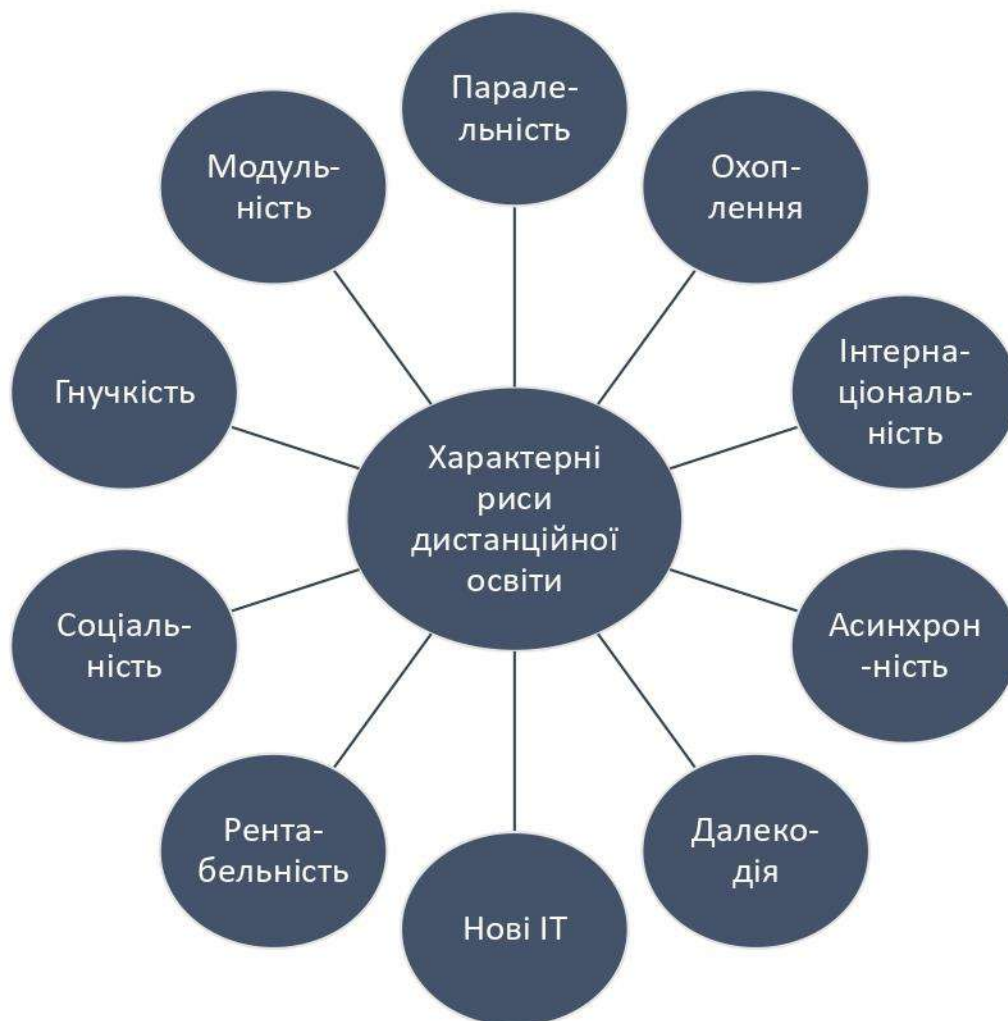 Парале-
льність
Охоп-
лення
Інтерна-
ціональ-
ність
Асинхрон
-ність
Далеко-
дія
Нові ІТ
Рента-
бельність
Соціаль-
ність
Гнучкість
Модуль-
ність
Характерні
риси
дистанційної
освіти